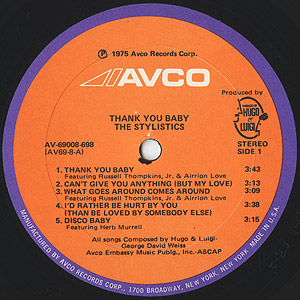 ℗ 1975 Avco Records Corp.
AVCO
Produced by
HUGO
&
LUIGI
THANK YOU BABY
THE STYLISTICS
AV-69008-698
(AV69-8-A)
STEREO
SIDE 1
1. THANK YOU BABY 3:43
Featuring Russell Thompkins, Jr. & Airrion Love
2. CAN'T GIVE YOU ANYTHING (BUT MY LOVE) 3:13
3. WHAT GOES AROUND COMES AROUND 3:09
Featuring Russell Thompkins, Jr. & Airrion Love
4. I'D RATHER BE HURT BY YOU 3:38
(THAN BE LOVED BY SOMEBODY ELSE)
5. DISCO BABY 3:15
Featuring Herb Murrell
All songs Composed by Hugo & Luigi-
George David Weiss
Avco Embassy Music Publg., Inc.-ASCAP
MANUFACTURED BY AVCO RECORDS CORP., 1700 BROADWAY, NEW YORK, NEW YORK. MADE IN U.S.A.